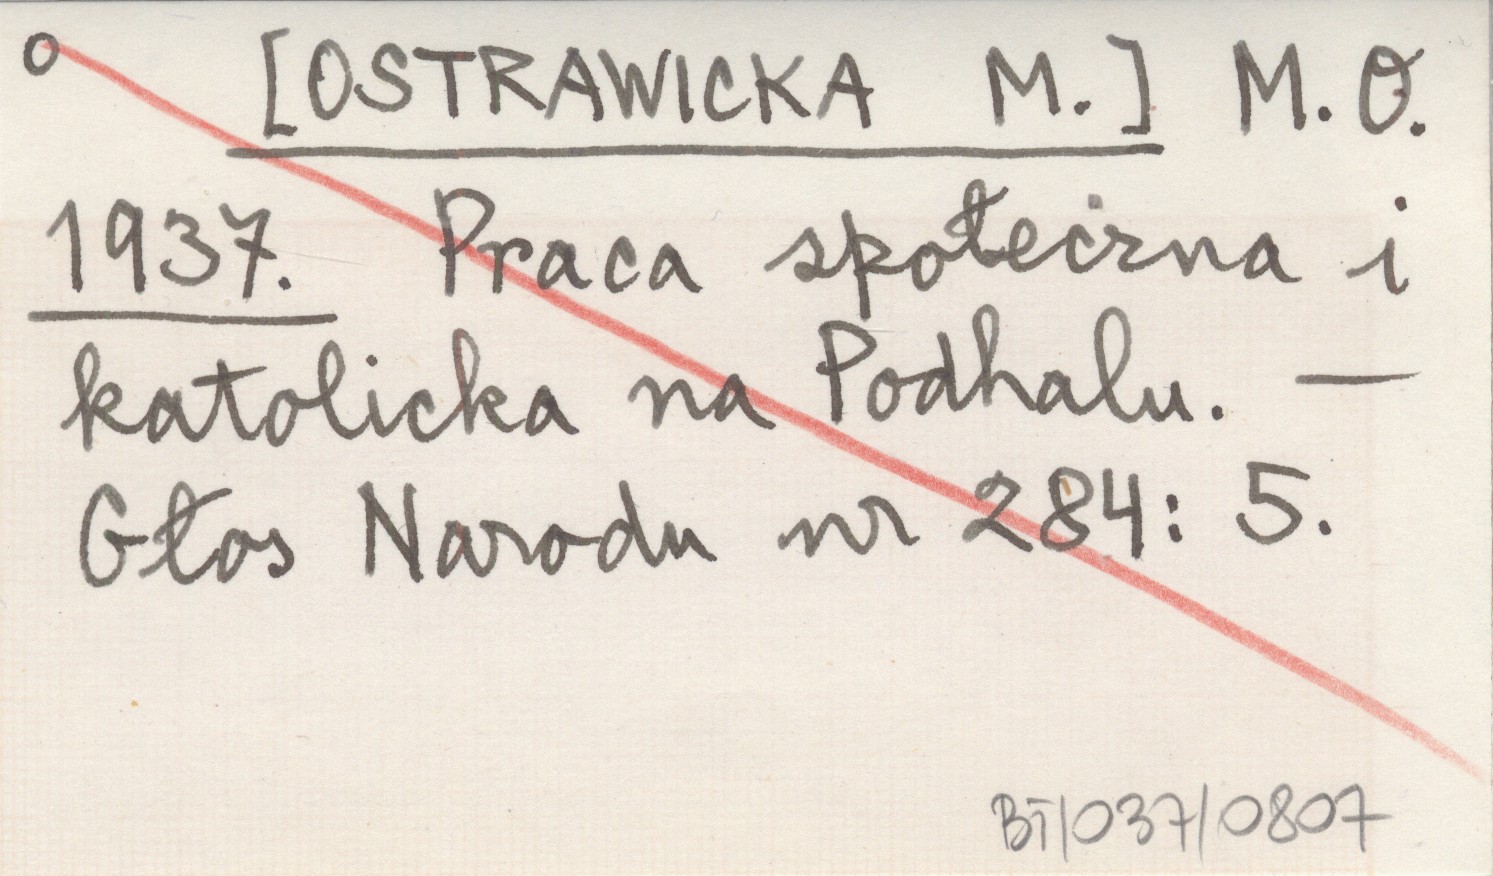 o [OSTRAWICKA M.] M.O.
1937. Praca społeczna i
katolicka na Podhalu. —
Głos Narodu nr 284: 5.
BT/037/0807